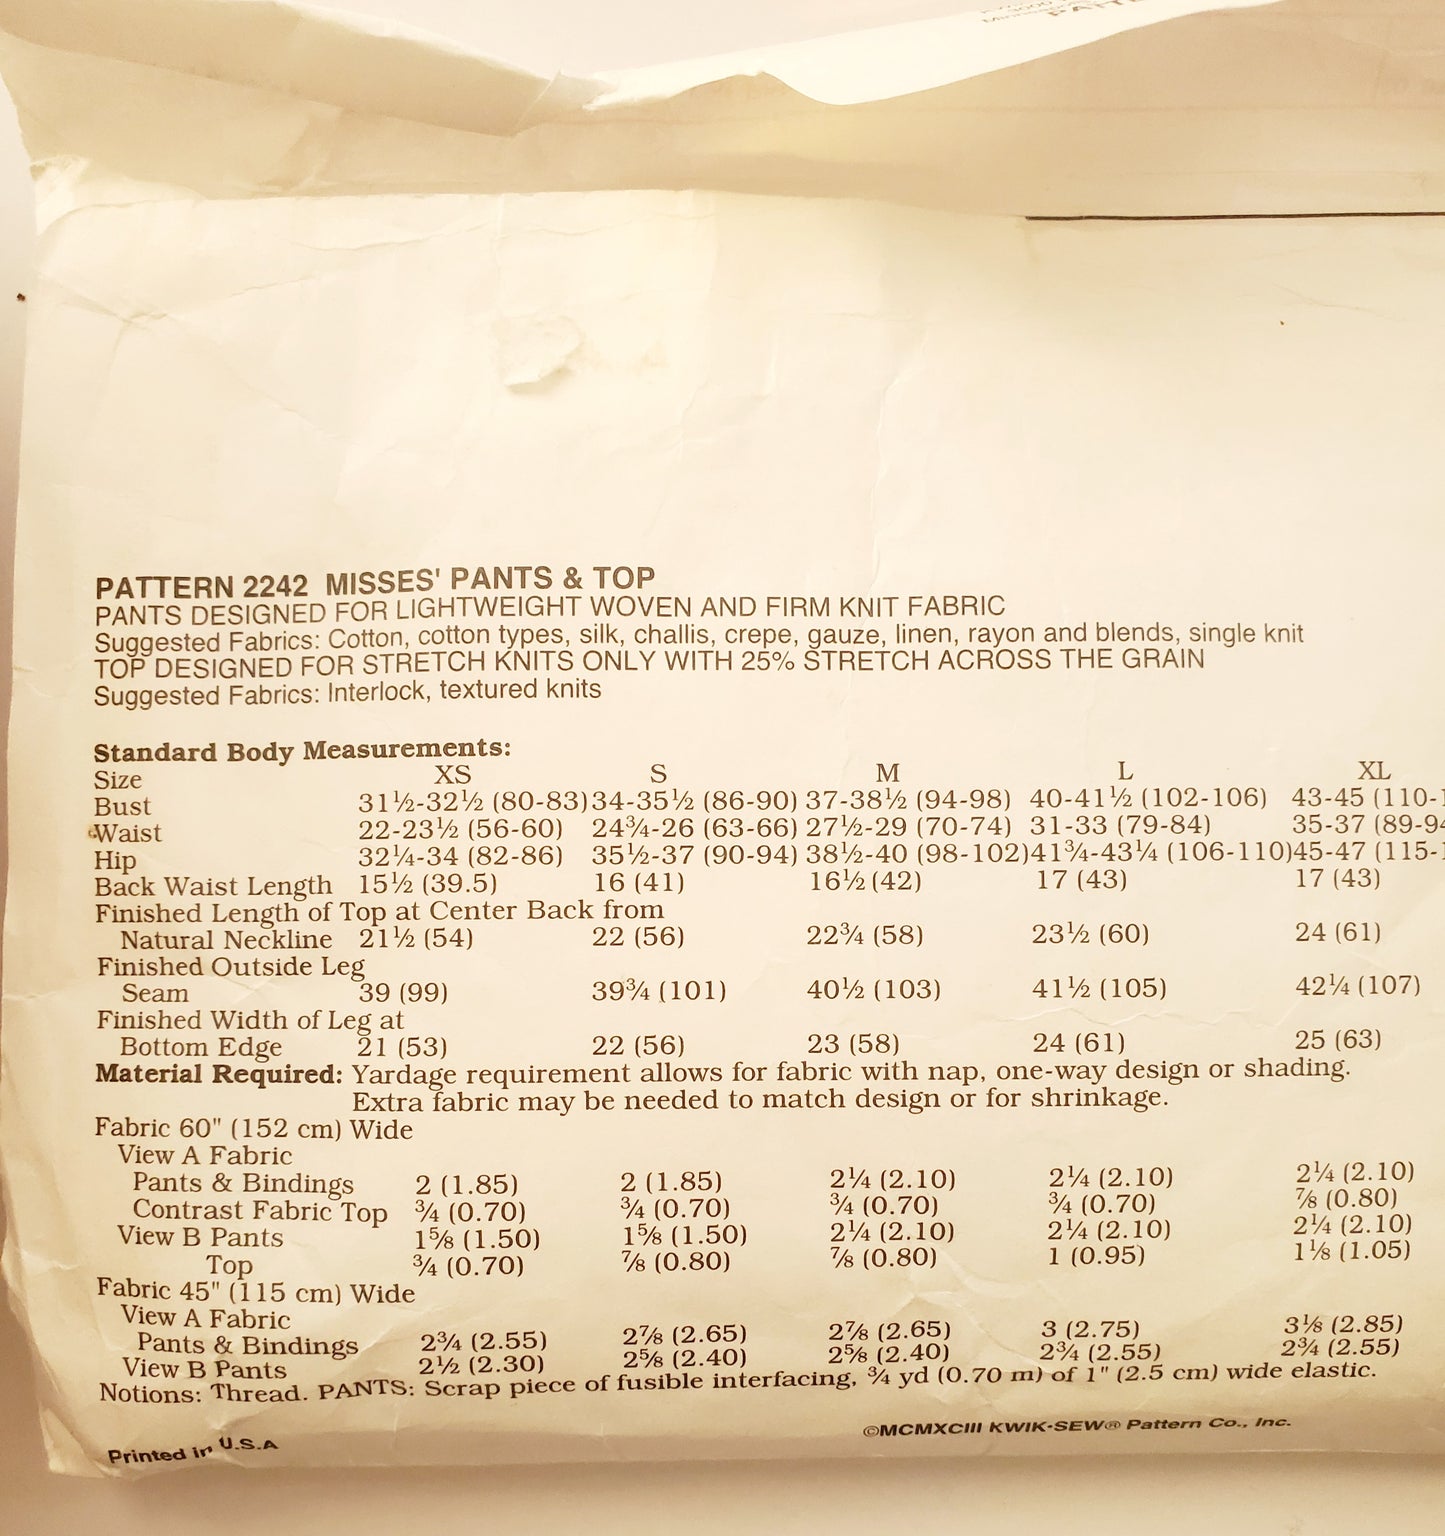 PATTERN 2242 MISSES' PANTS & TOP
PANTS DESIGNED FOR LIGHTWEIGHT WOVEN AND FIRM KNIT FABRIC
Suggested Fabrics: Cotton, cotton types, silk, challis, crepe, gauze, linen, rayon and blends, single knit
TOP DESIGNED FOR STRETCH KNITS ONLY WITH 25% STRETCH ACROSS THE GRAIN
Suggested Fabrics: Interlock, textured knits
Standard Body Measurements:
Size XS S M L XL
Bust 31½-32½ (80-83) 34-35½ (86-90) 37-38½ (94-98) 40-41½ (102-106) 43-45 (110-
Waist 22-23½ (56-60) 24¾-26 (63-66) 27½-29 (70-74) 31-33 (79-84) 35-37 (89-94
Hip 32¼-34 (82-86) 35½-37 (90-94) 38½-40 (98-102) 41¾-43¼ (106-110) 45-47 (115-
Back Waist Length 15½ (39.5) 16 (41) 16½ (42) 17 (43) 17 (43)
Finished Length of Top at Center Back from
Natural Neckline 21½ (54) 22 (56) 22¾ (58) 23½ (60) 24 (61)
Finished Outside Leg
Seam 39 (99) 39¾ (101) 40½ (103) 41½ (105) 42¼ (107)
Finished Width of Leg at
Bottom Edge 21 (53) 22 (56) 23 (58) 24 (61) 25 (63)
Material Required: Yardage requirement allows for fabric with nap, one-way design or shading.
Extra fabric may be needed to match design or for shrinkage.
Fabric 60" (152 cm) Wide
View A Fabric
Pants & Bindings 2 (1.85) 2 (1.85) 2¼ (2.10) 2¼ (2.10) 2¼ (2.10)
Contrast Fabric Top ¾ (0.70) ¾ (0.70) ¾ (0.70) ¾ (0.70) ⅞ (0.80)
View B Pants 1⅝ (1.50) 1⅝ (1.50) 2¼ (2.10) 2¼ (2.10) 2¼ (2.10)
Top ¾ (0.70) ⅞ (0.80) ⅞ (0.80) 1 (0.95) 1⅛ (1.05)
Fabric 45" (115 cm) Wide
View A Fabric
Pants & Bindings 2¾ (2.55) 2⅞ (2.65) 2⅞ (2.65) 3 (2.75) 3⅛ (2.85)
View B Pants 2½ (2.30) 2⅝ (2.40) 2⅝ (2.40) 2¾ (2.55) 2¾ (2.55)
Notions: Thread. PANTS: Scrap piece of fusible interfacing, ¾ yd (0.70 m) of 1" (2.5 cm) wide elastic.
©MCMXCIII KWIK•SEW® Pattern Co., Inc.
Printed in U.S.A